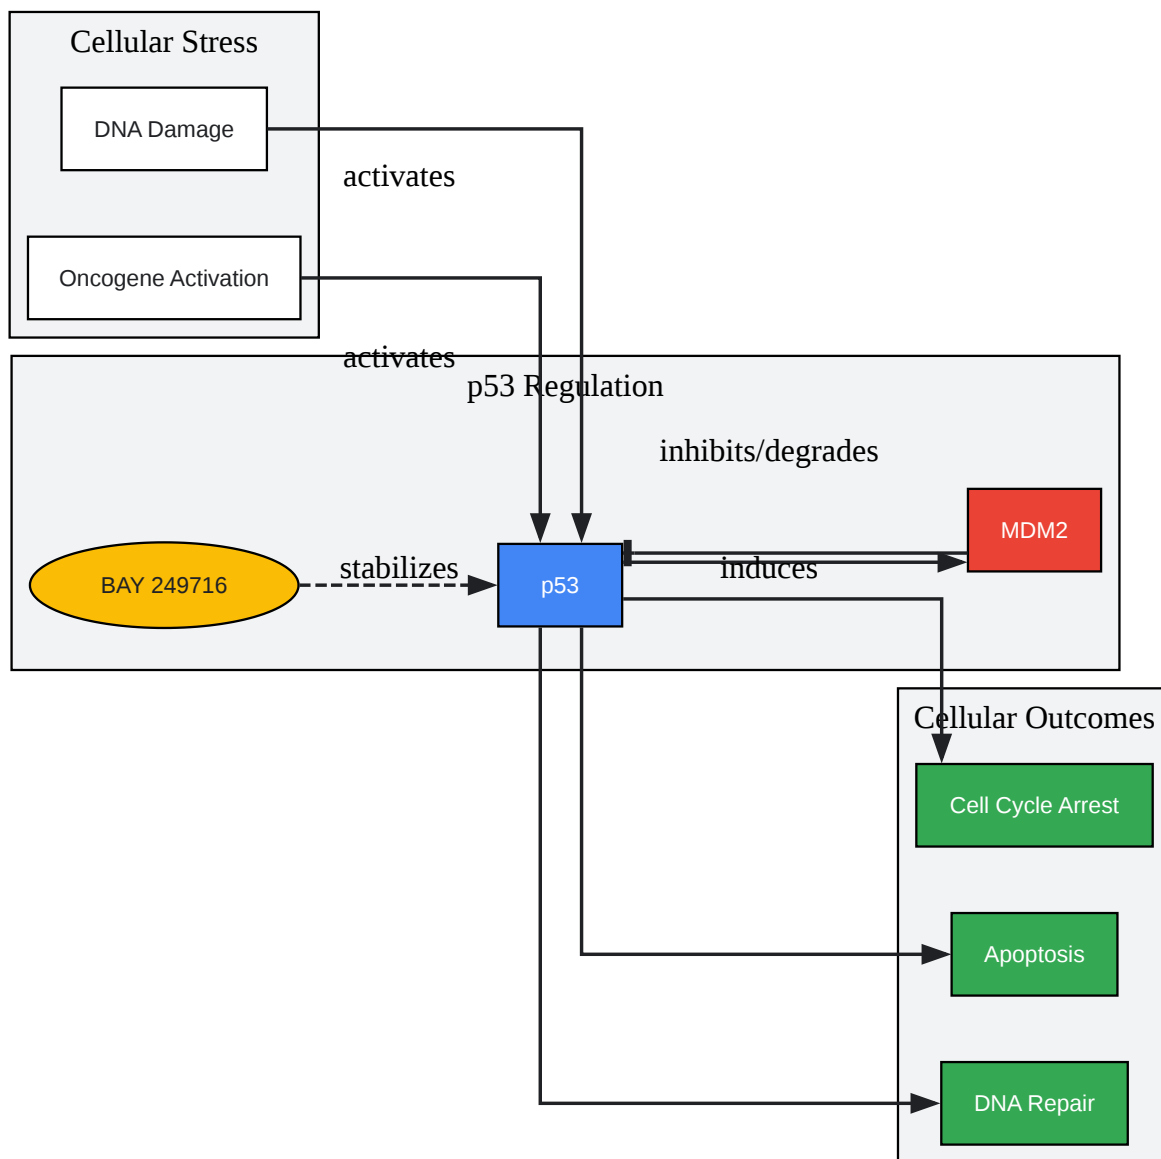 Cellular Stress
DNA Damage
activates
Oncogene Activation
activates
p53 Regulation
inhibits/degrades
MDM2
BAY 249716
stabilizes
p53
induces
Cellular Outcomes
Cell Cycle Arrest
Apoptosis
DNA Repair